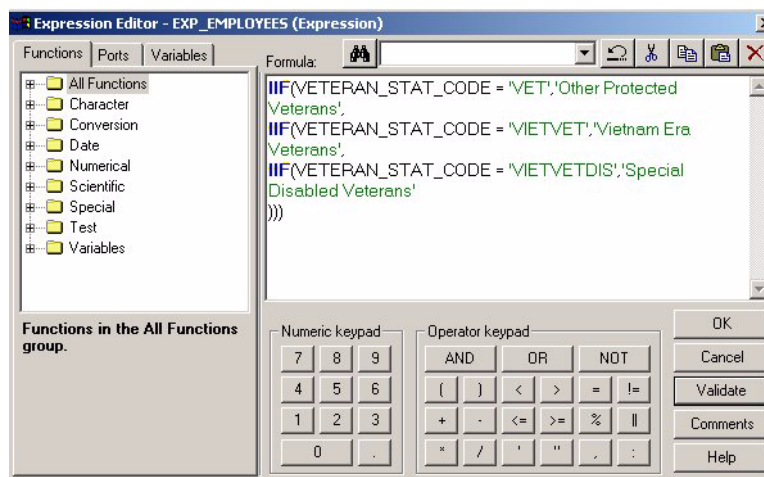 Expression Editor - EXP_EMPLOYEES (Expression)
Functions Ports Variables
Formula:
All Functions
Character
Conversion
Date
Numerical
Scientific
Special
Test
Variables
IIF(VETERAN_STAT_CODE = 'VET','Other Protected
Veterans',
IIF(VETERAN_STAT_CODE = 'VIETVET','Vietnam Era
Veterans',
IIF(VETERAN_STAT_CODE = 'VIETVETDIS','Special
Disabled Veterans'
)))
Functions in the All Functions
group.
Numeric keypad
7 8 9
4 5 6
1 2 3
0 .
Operator keypad
AND OR NOT
( ) < > = !=
+ - <= >= % ||
* / ' " , :
OK
Cancel
Validate
Comments
Help